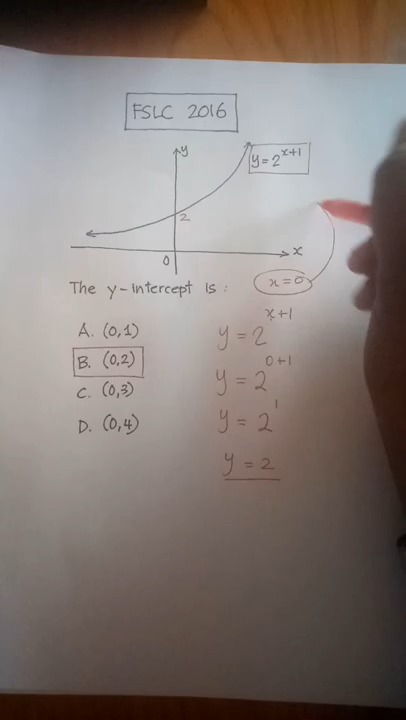 FSLC 2016
y
y = 2^{x+1}
2
0
x
The y-intercept is :
x = 0
A. (0,1)
B. (0,2)
C. (0,3)
D. (0,4)
y = 2^{x+1}
y = 2^{0+1}
y = 2^{1}
y = 2